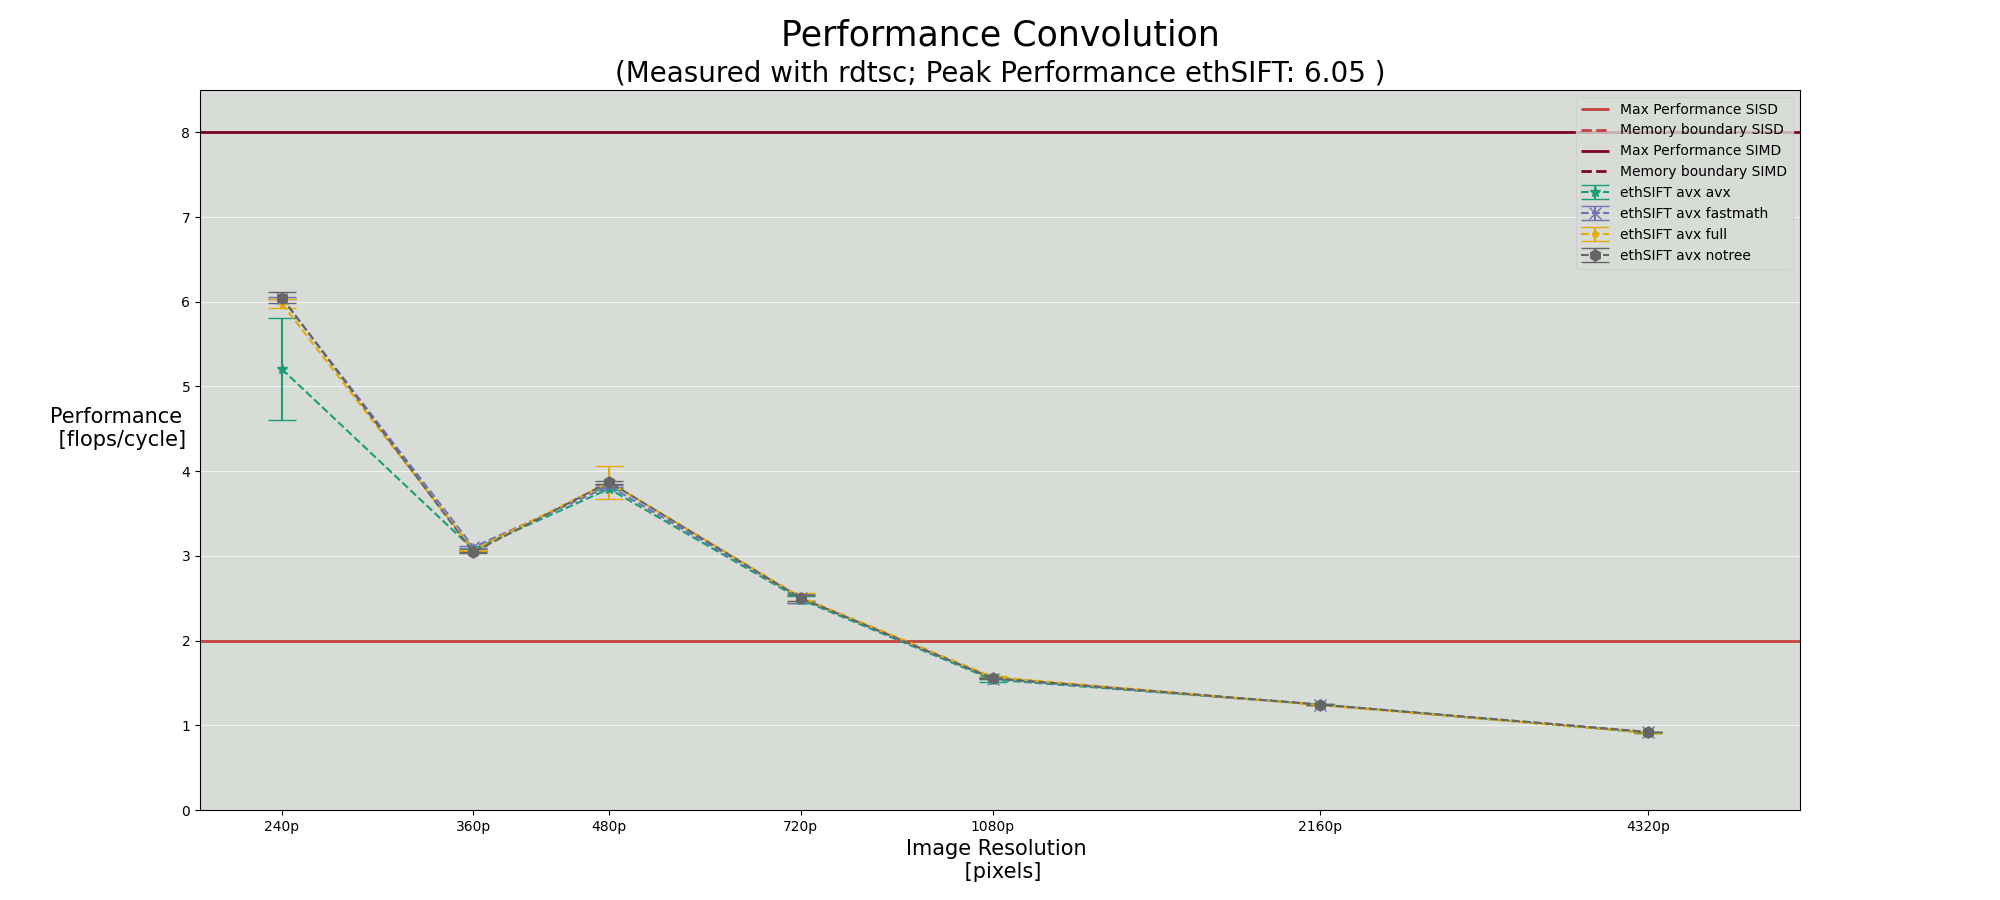 Performance Convolution
(Measured with rdtsc; Peak Performance ethSIFT: 6.05 )
Max Performance SISD
Memory boundary SISD
Max Performance SIMD
Memory boundary SIMD
ethSIFT avx avx
ethSIFT avx fastmath
ethSIFT avx full
ethSIFT avx notree
8
7
6
5
4
3
2
1
0
Performance
[flops/cycle]
240p 360p 480p 720p 1080p 2160p 4320p
Image Resolution
[pixels]